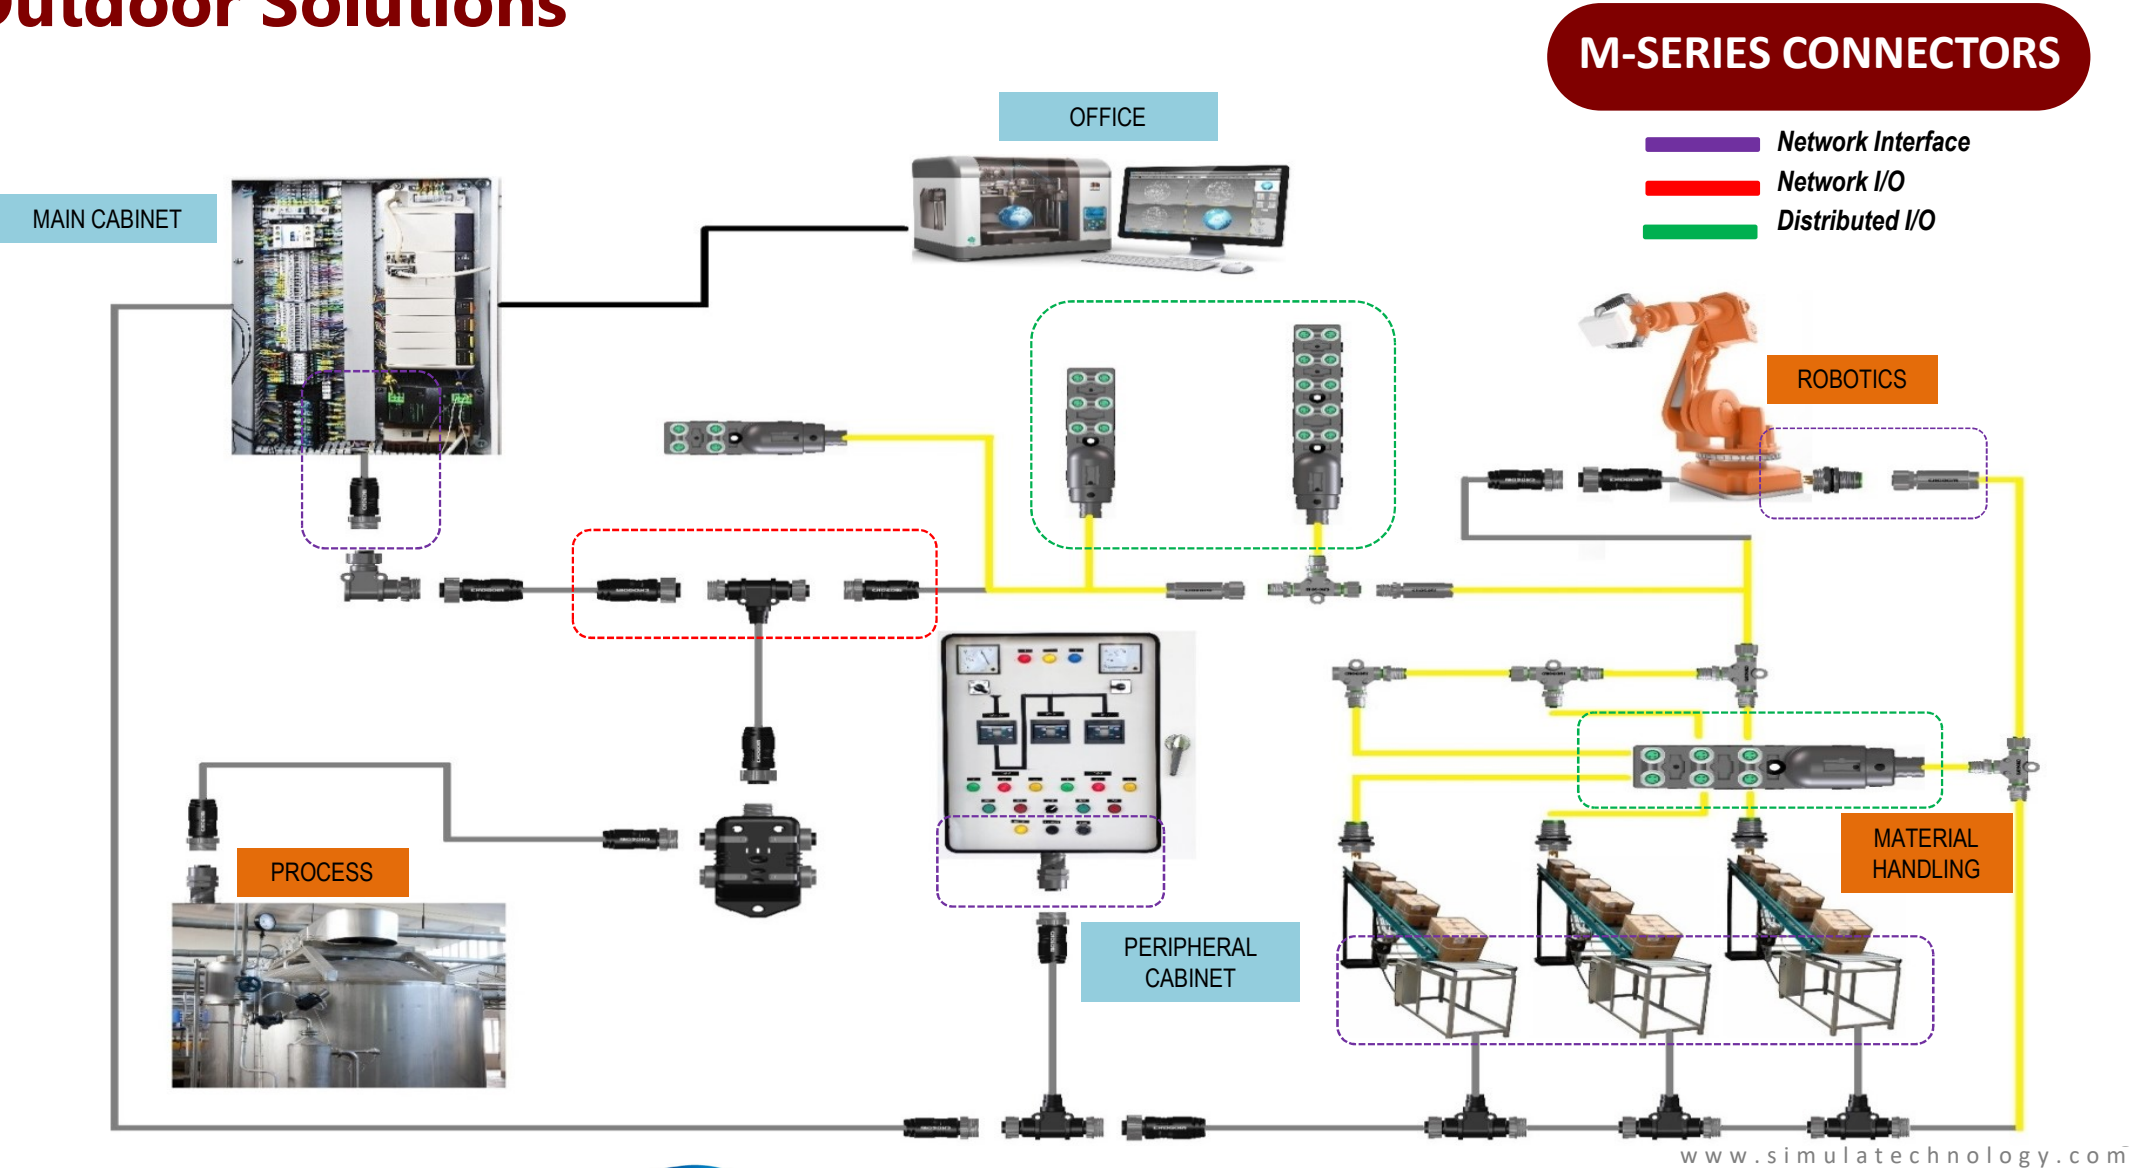 Outdoor Solutions
M-SERIES CONNECTORS
OFFICE
Network Interface
Network I/O
Distributed I/O
MAIN CABINET
ROBOTICS
MATERIAL
HANDLING
PROCESS
PERIPHERAL
CABINET
www.simulatechnology.com